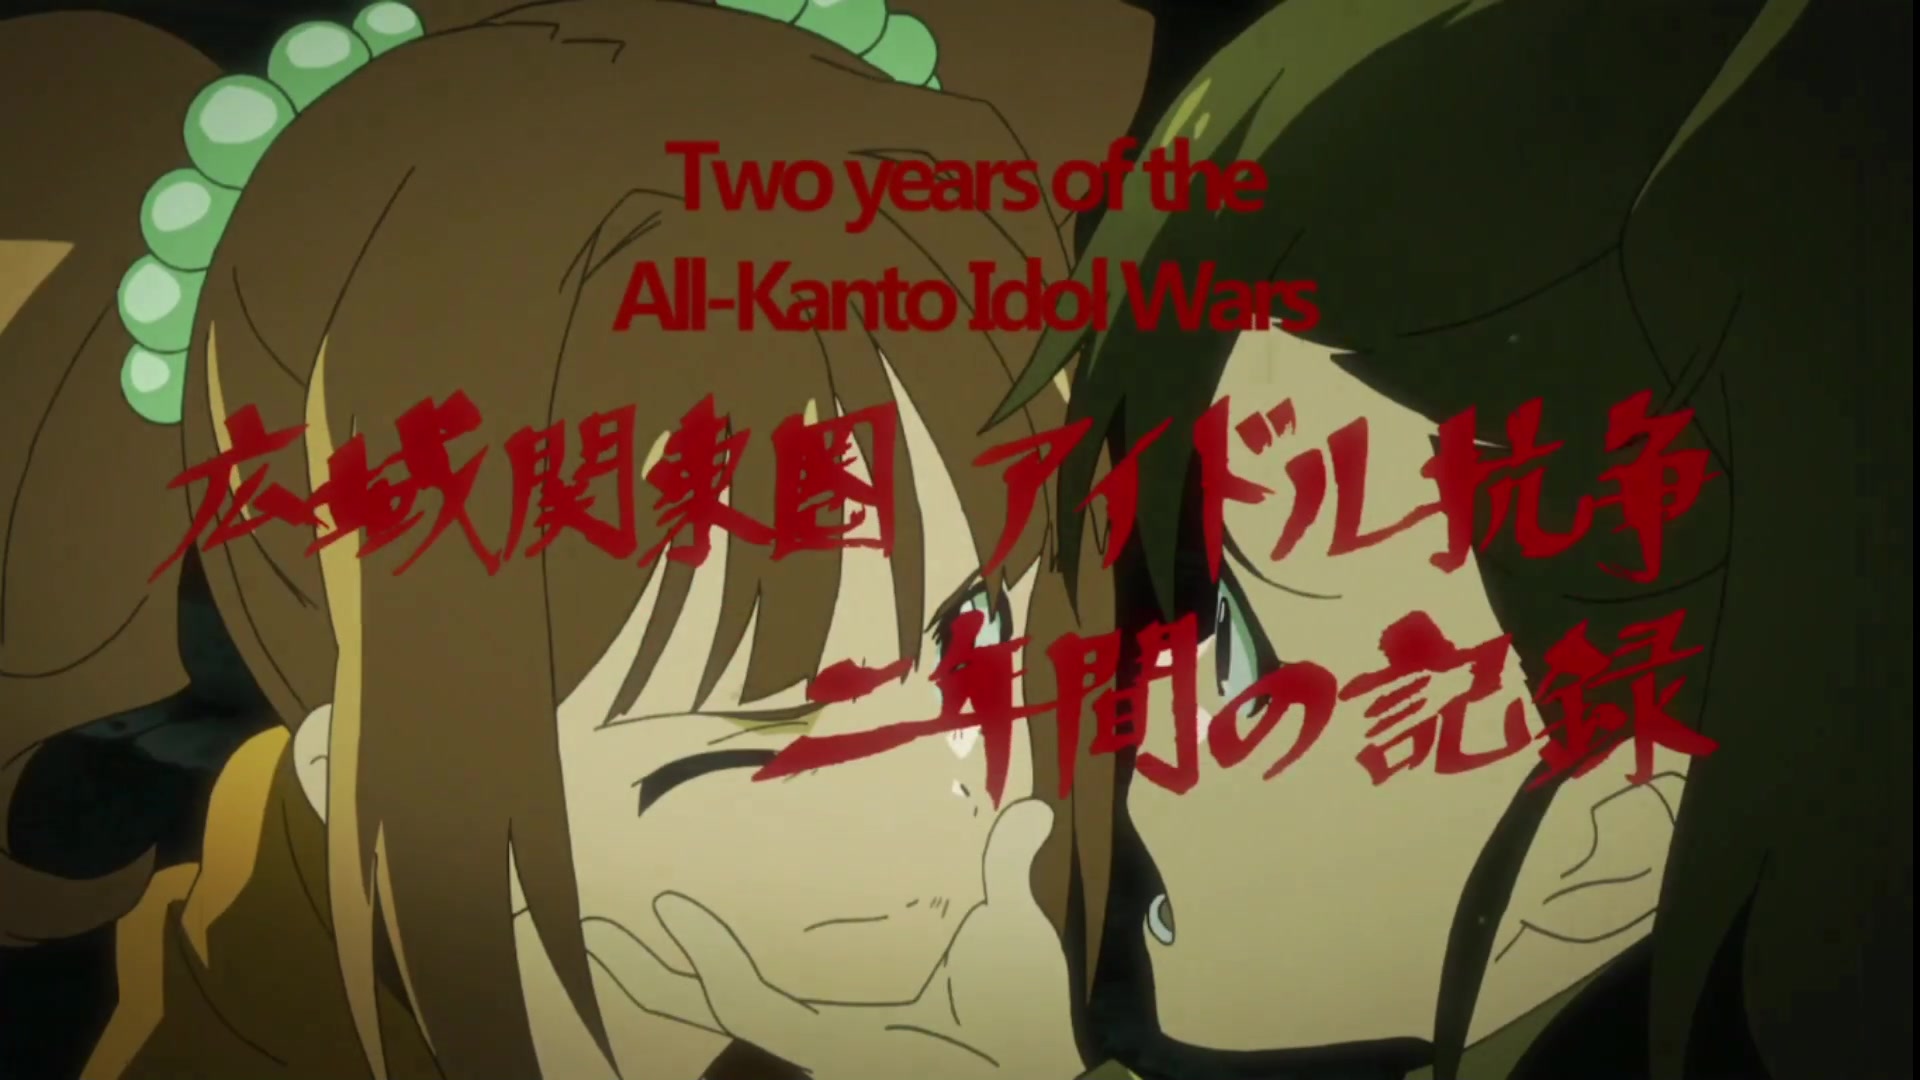 Two years of the
All-Kanto Idol Wars
広域関東圏 アイドル抗争
二年間の記録